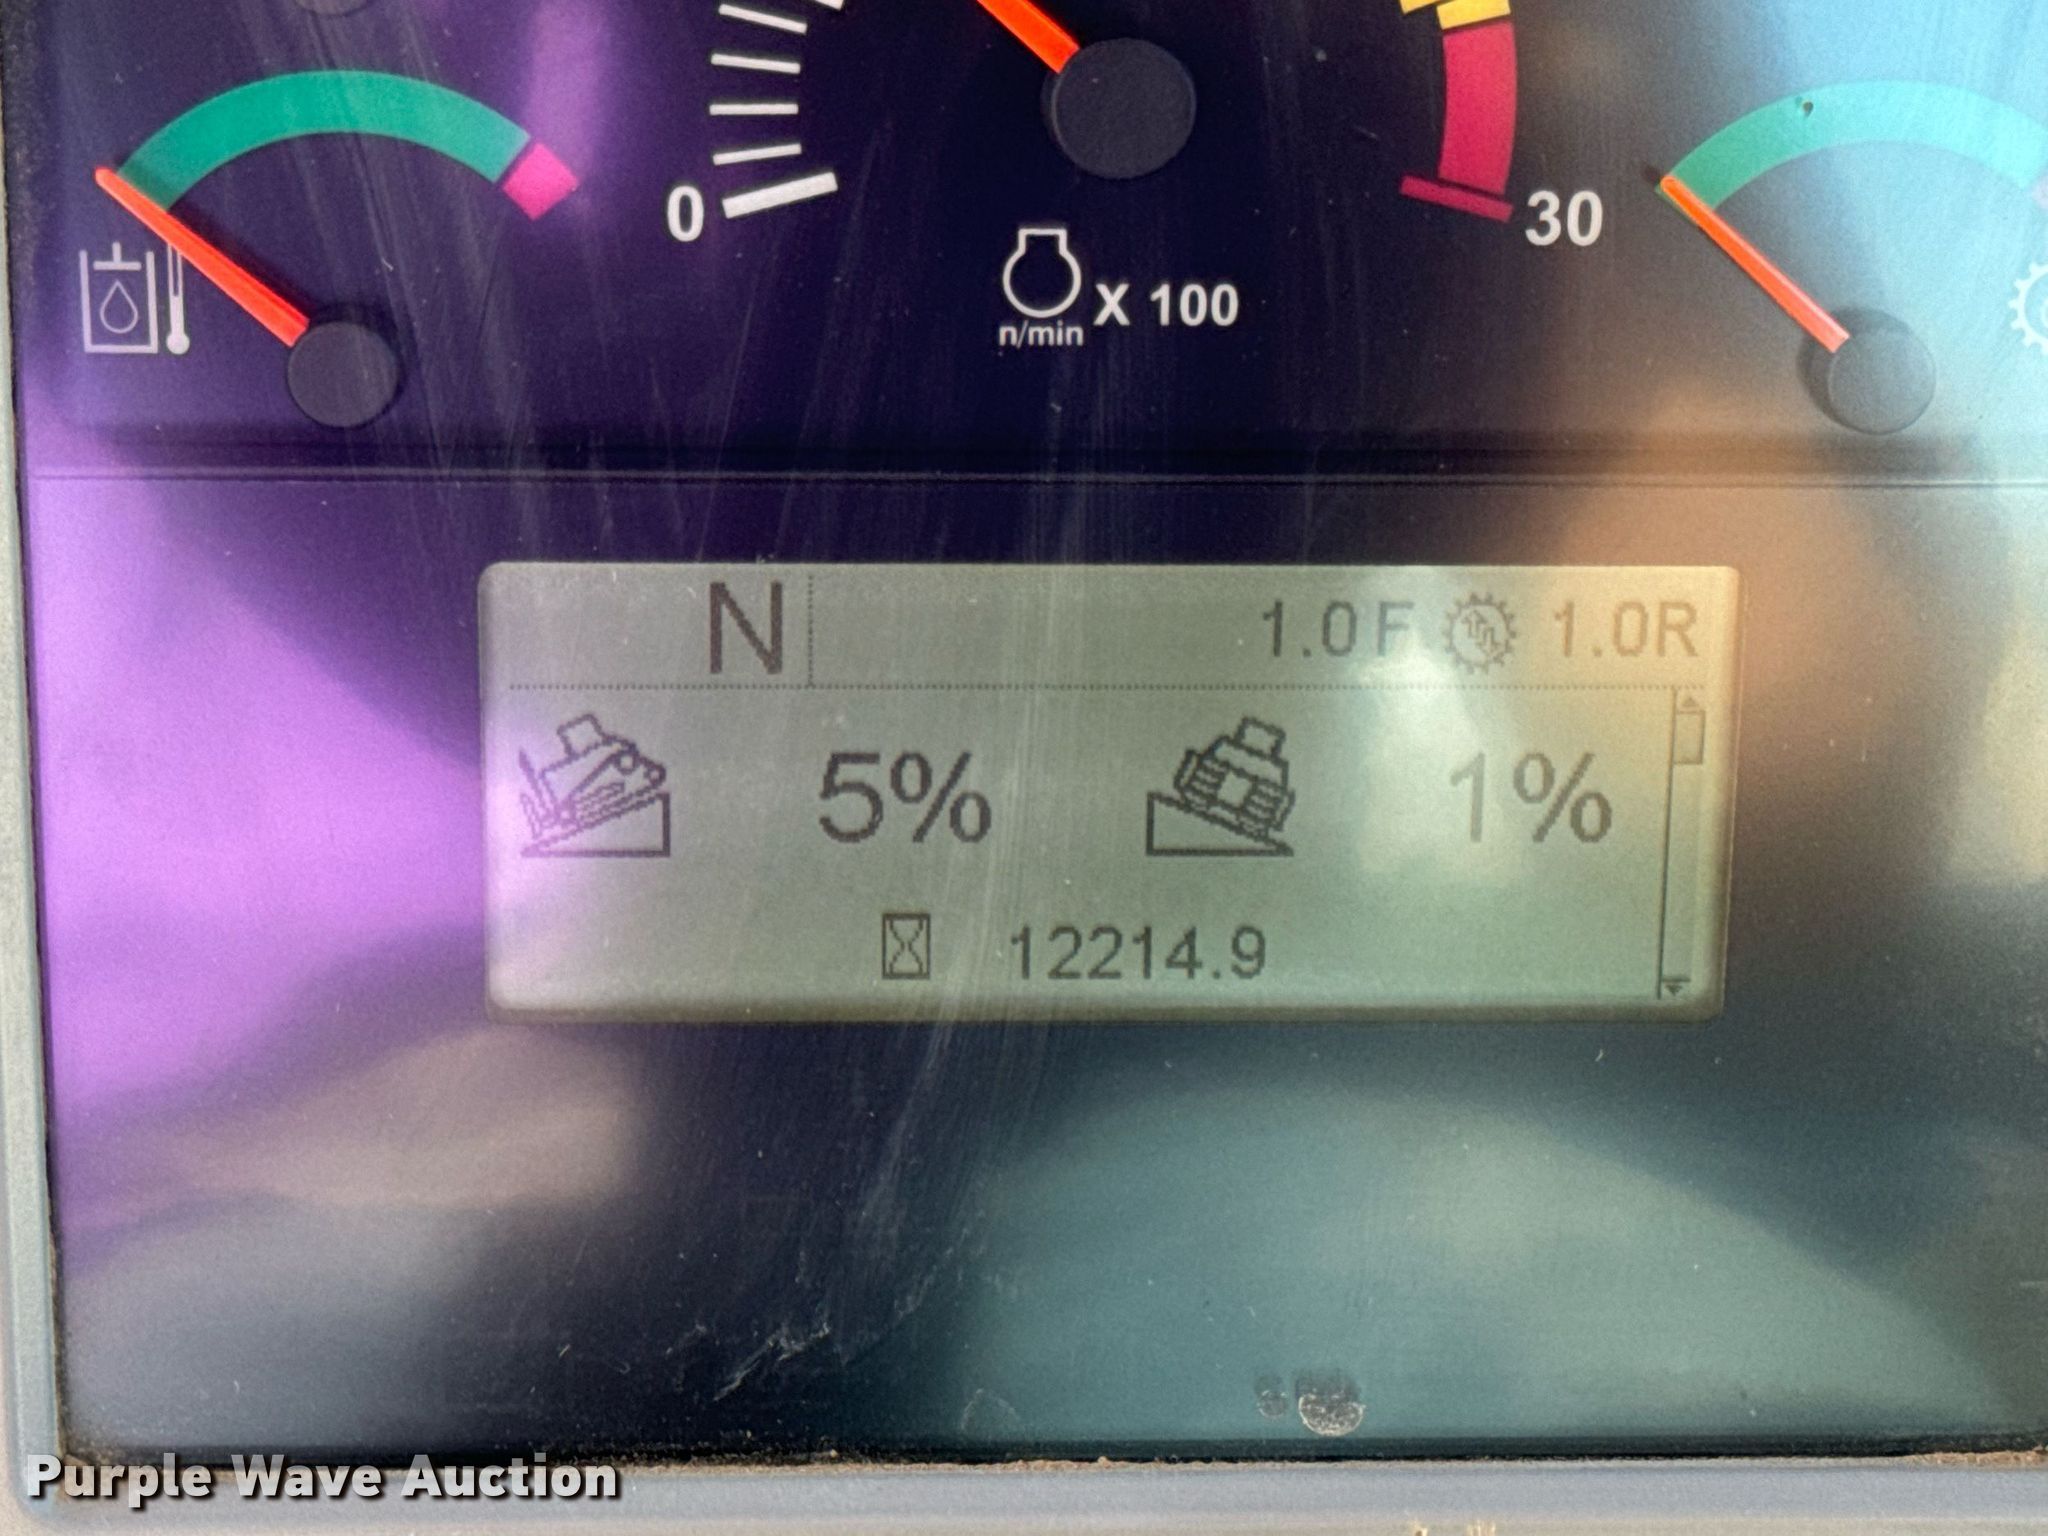 0
30
n/min X 100
N 1.0F 1.0R
5% 1%
12214.9
Purple Wave Auction